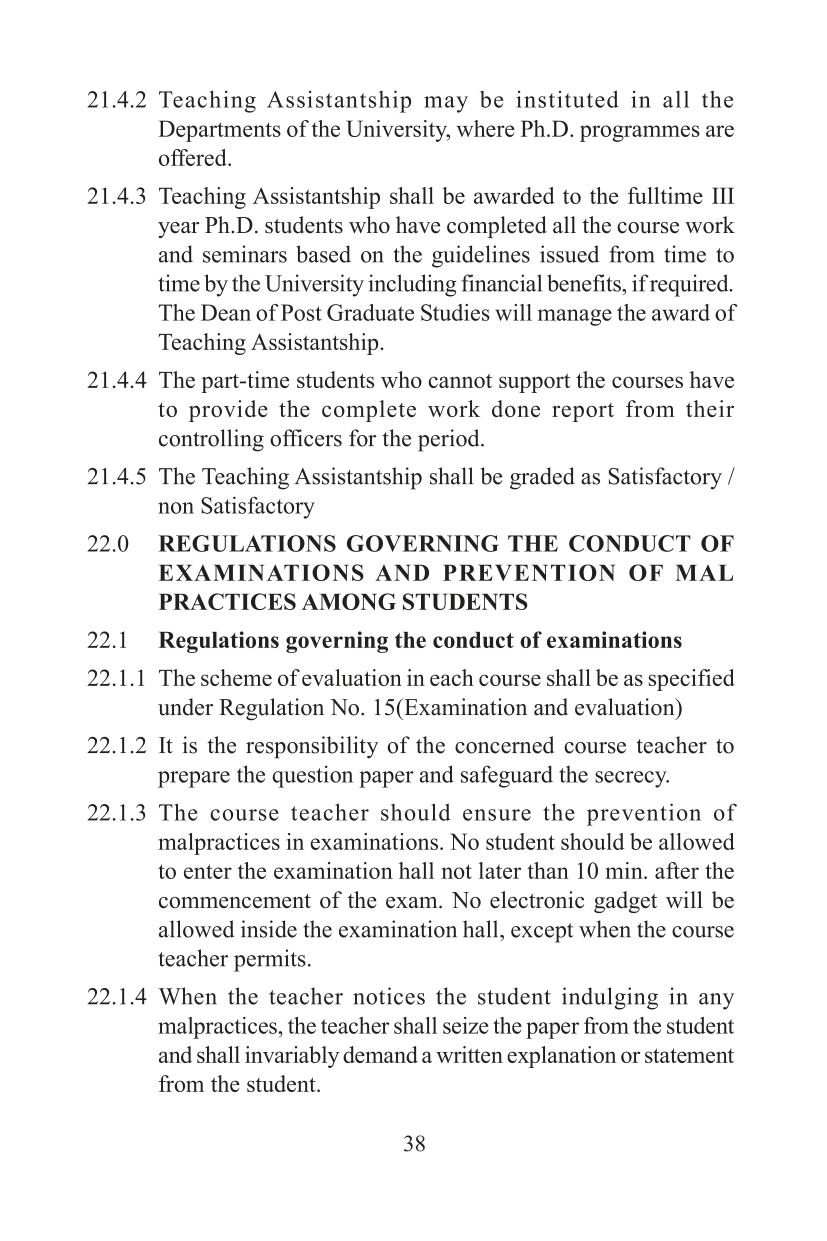 21.4.2 Teaching Assistantship may be instituted in all the
Departments of the University, where Ph.D. programmes are
offered.
21.4.3 Teaching Assistantship shall be awarded to the fulltime III
year Ph.D. students who have completed all the course work
and seminars based on the guidelines issued from time to
time by the University including financial benefits, if required.
The Dean of Post Graduate Studies will manage the award of
Teaching Assistantship.
21.4.4 The part-time students who cannot support the courses have
to provide the complete work done report from their
controlling officers for the period.
21.4.5 The Teaching Assistantship shall be graded as Satisfactory /
non Satisfactory
22.0 REGULATIONS GOVERNING THE CONDUCT OF
EXAMINATIONS AND PREVENTION OF MAL
PRACTICES AMONG STUDENTS
22.1 Regulations governing the conduct of examinations
22.1.1 The scheme of evaluation in each course shall be as specified
under Regulation No. 15(Examination and evaluation)
22.1.2 It is the responsibility of the concerned course teacher to
prepare the question paper and safeguard the secrecy.
22.1.3 The course teacher should ensure the prevention of
malpractices in examinations. No student should be allowed
to enter the examination hall not later than 10 min. after the
commencement of the exam. No electronic gadget will be
allowed inside the examination hall, except when the course
teacher permits.
22.1.4 When the teacher notices the student indulging in any
malpractices, the teacher shall seize the paper from the student
and shall invariably demand a written explanation or statement
from the student.
38